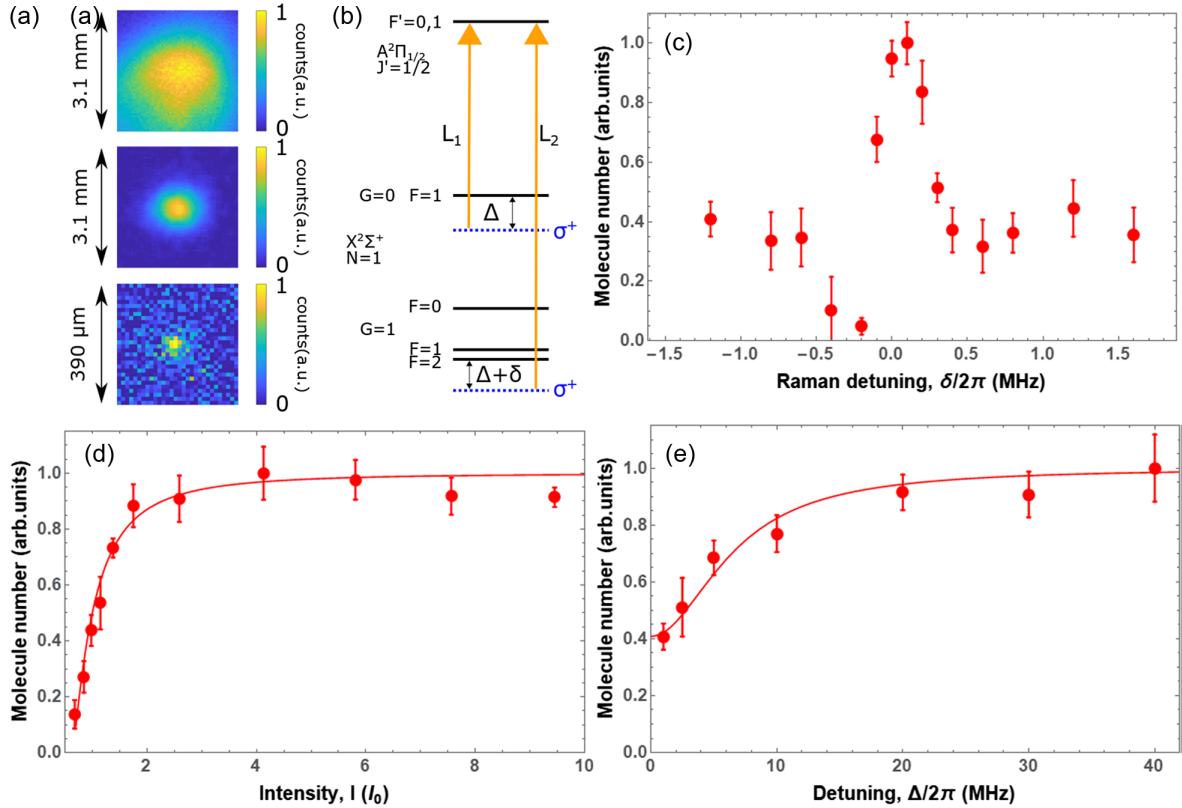 (a)
(a)
3.1 mm
1
0
counts(a.u.)
3.1 mm
1
0
counts(a.u.)
390 μm
1
0
counts(a.u.)
(b)
F'=0,1
A²Π₁/₂
J'=1/2
L₁
L₂
G=0 F=1
Δ
σ⁺
X²Σ⁺
N=1
F=0
G=1
F=1
F=2
Δ+δ
σ⁺
(c)
Molecule number (arb.units)
1.0
0.8
0.6
0.4
0.2
0.0
−1.5 −1.0 −0.5 0.0 0.5 1.0 1.5
Raman detuning, δ/2π (MHz)
(d)
Molecule number (arb.units)
1.0
0.8
0.6
0.4
0.2
0.0
2 4 6 8 10
Intensity, I (I₀)
(e)
Molecule number (arb.units)
1.0
0.8
0.6
0.4
0.2
0.0
0 10 20 30 40
Detuning, Δ/2π (MHz)